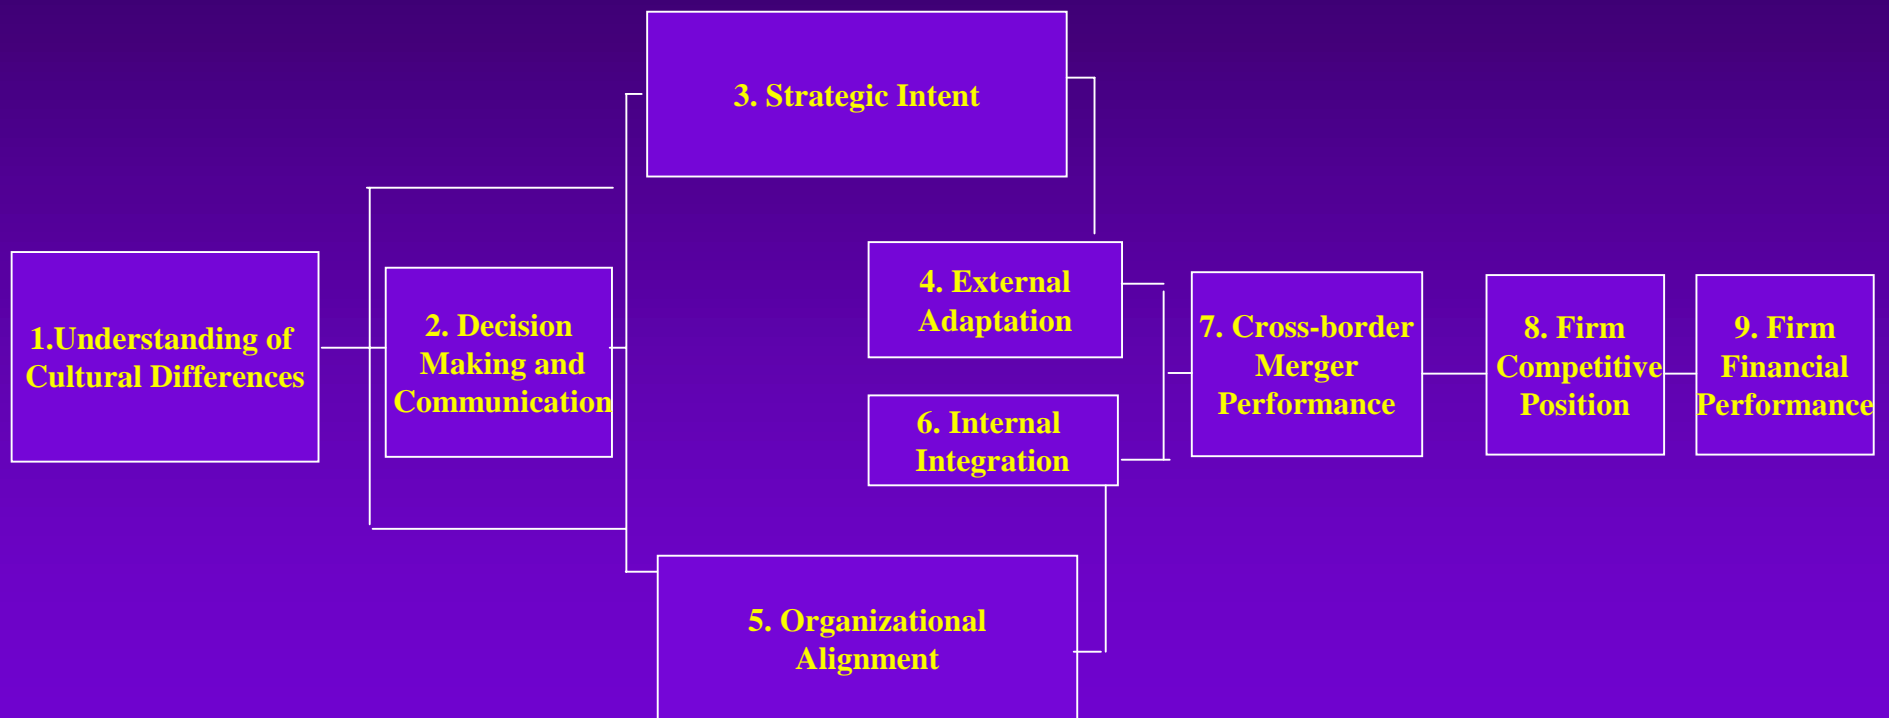 1.Understanding of
Cultural Differences
2. Decision
Making and
Communication
3. Strategic Intent
4. External
Adaptation
5. Organizational
Alignment
6. Internal
Integration
7. Cross-border
Merger
Performance
8. Firm
Competitive
Position
9. Firm
Financial
Performance